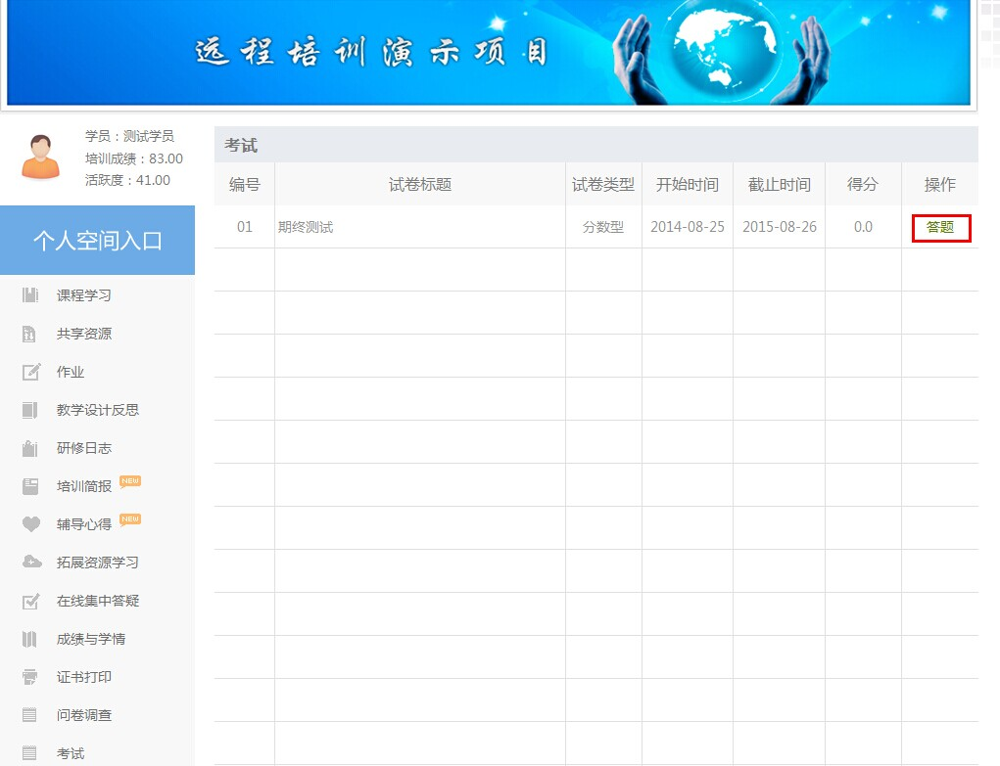 远程培训演示项目
学员：测试学员
培训成绩：83.00
活跃度：41.00
个人空间入口
课程学习
共享资源
作业
教学设计反思
研修日志
培训简报 NEW
辅导心得 NEW
拓展资源学习
在线集中答疑
成绩与学情
证书打印
问卷调查
考试
考试
编号 试卷标题 试卷类型 开始时间 截止时间 得分 操作
01 期终测试 分数型 2014-08-25 2015-08-26 0.0 答题